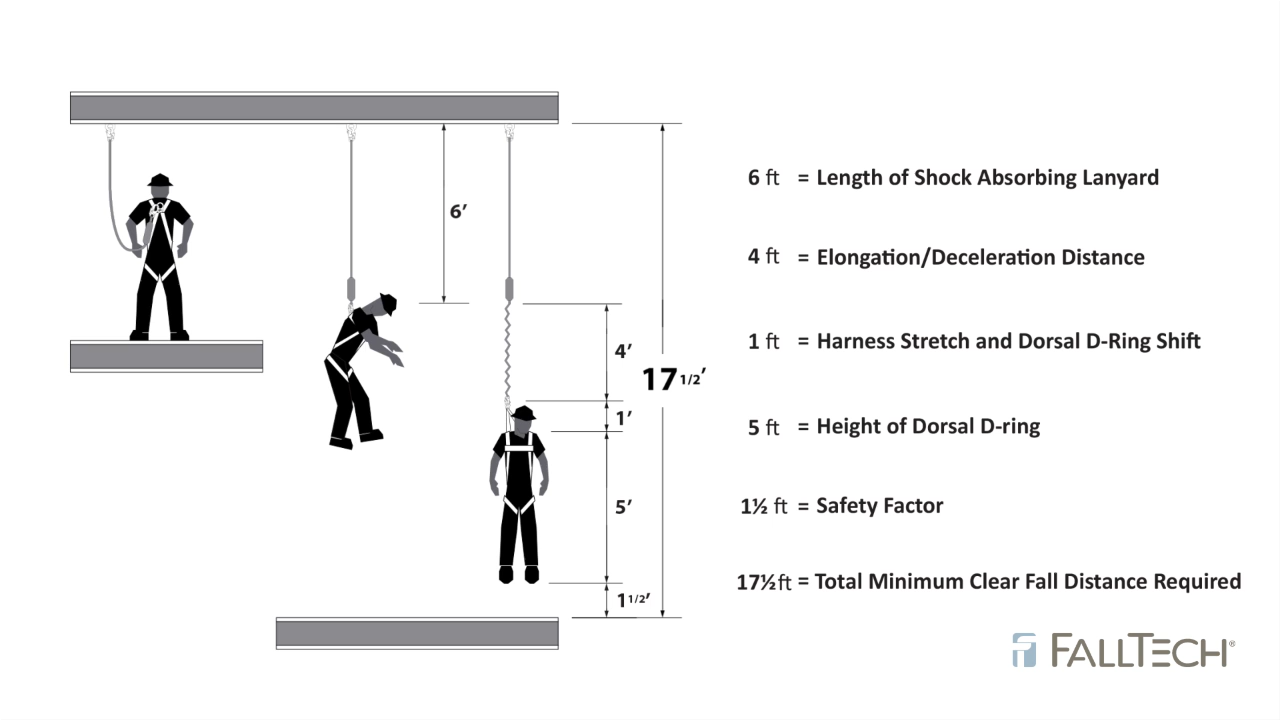 6′
4′
1′
5′
1 1/2′
17 1/2′
6 ft = Length of Shock Absorbing Lanyard
4 ft = Elongation/Deceleration Distance
1 ft = Harness Stretch and Dorsal D-Ring Shift
5 ft = Height of Dorsal D-ring
1½ ft = Safety Factor
17½ft = Total Minimum Clear Fall Distance Required
FALLTECH®